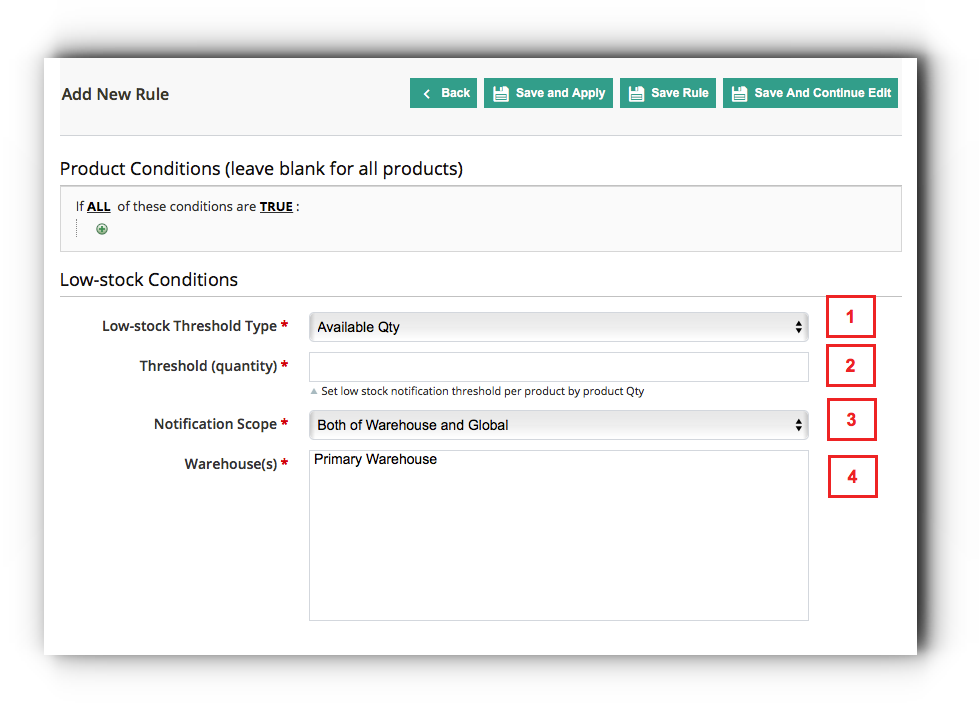 Add New Rule
Back
Save and Apply
Save Rule
Save And Continue Edit
Product Conditions (leave blank for all products)
If ALL of these conditions are TRUE :
Low-stock Conditions
Low-stock Threshold Type *
Available Qty
1
Threshold (quantity) *
2
Set low stock notification threshold per product by product Qty
Notification Scope *
Both of Warehouse and Global
3
Warehouse(s) *
Primary Warehouse
4